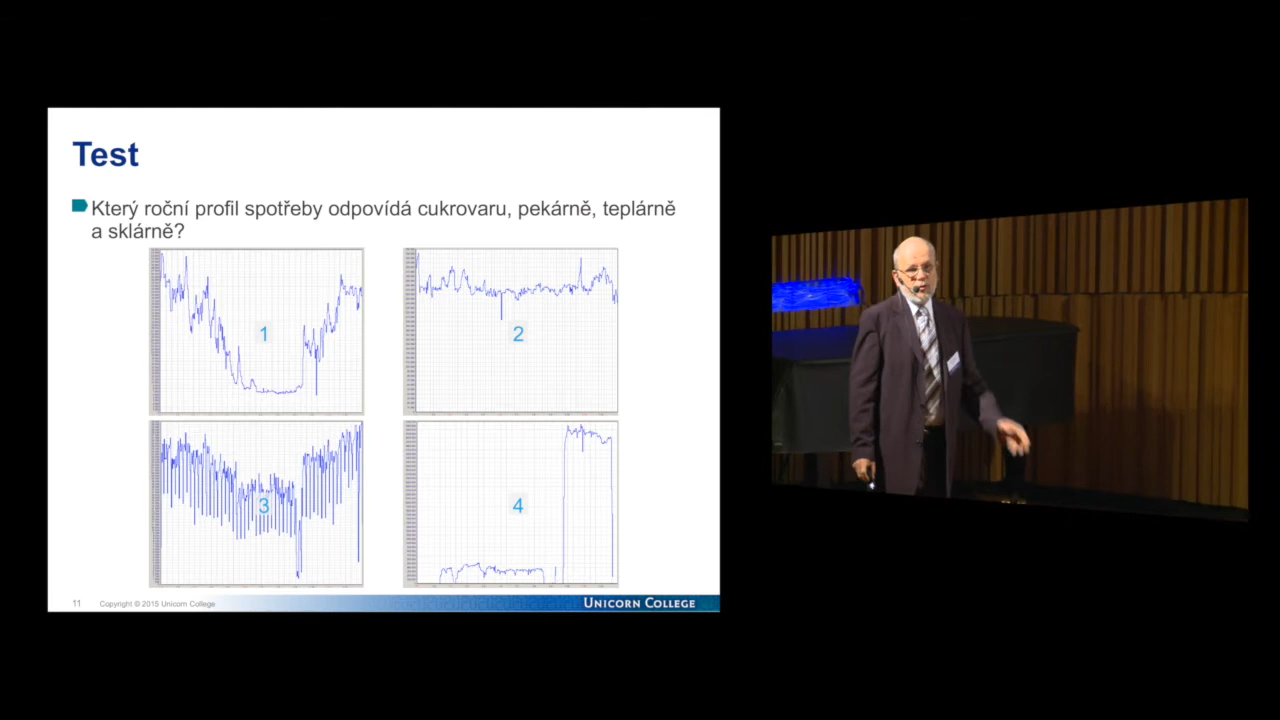 Test
Který roční profil spotřeby odpovídá cukrovaru, pekárně, teplárně
a sklárně?
1
2
3
4
11 Copyright © 2015 Unicorn College
UNICORN COLLEGE